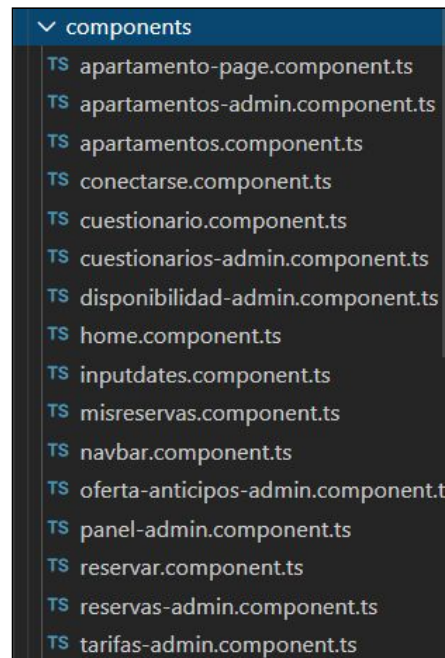 components
TS apartamento-page.component.ts
TS apartamentos-admin.component.ts
TS apartamentos.component.ts
TS conectarse.component.ts
TS cuestionario.component.ts
TS cuestionarios-admin.component.ts
TS disponibilidad-admin.component.ts
TS home.component.ts
TS inputdates.component.ts
TS misreservas.component.ts
TS navbar.component.ts
TS oferta-anticipos-admin.component.t
TS panel-admin.component.ts
TS reservar.component.ts
TS reservas-admin.component.ts
TS tarifas-admin.component.ts